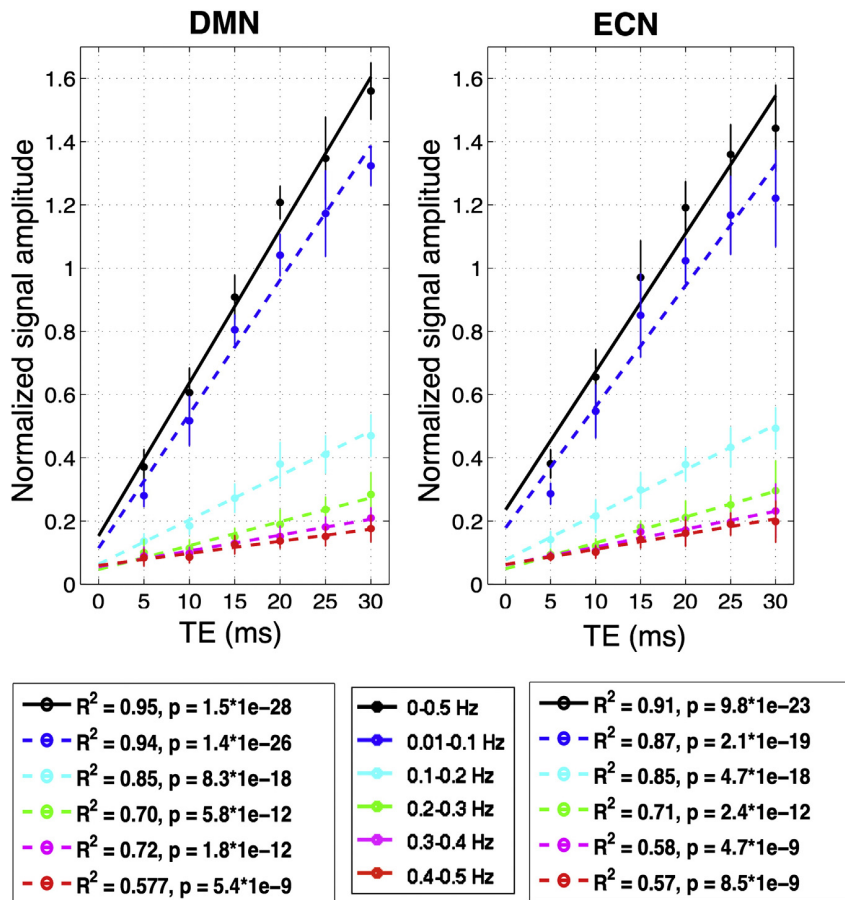 DMN
ECN
Normalized signal amplitude
1.6
1.4
1.2
1
0.8
0.6
0.4
0.2
0
0 5 10 15 20 25 30
TE (ms)
Normalized signal amplitude
1.6
1.4
1.2
1
0.8
0.6
0.4
0.2
0
0 5 10 15 20 25 30
TE (ms)
R² = 0.95, p = 1.5*1e−28
R² = 0.94, p = 1.4*1e−26
R² = 0.85, p = 8.3*1e−18
R² = 0.70, p = 5.8*1e−12
R² = 0.72, p = 1.8*1e−12
R² = 0.577, p = 5.4*1e−9
0-0.5 Hz
0.01-0.1 Hz
0.1-0.2 Hz
0.2-0.3 Hz
0.3-0.4 Hz
0.4-0.5 Hz
R² = 0.91, p = 9.8*1e−23
R² = 0.87, p = 2.1*1e−19
R² = 0.85, p = 4.7*1e−18
R² = 0.71, p = 2.4*1e−12
R² = 0.58, p = 4.7*1e−9
R² = 0.57, p = 8.5*1e−9